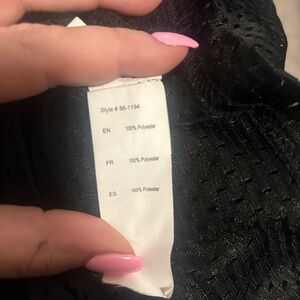 Style # 86-1194
EN 100% Polyester
FR 100% Polyester
ES 100% Poliester